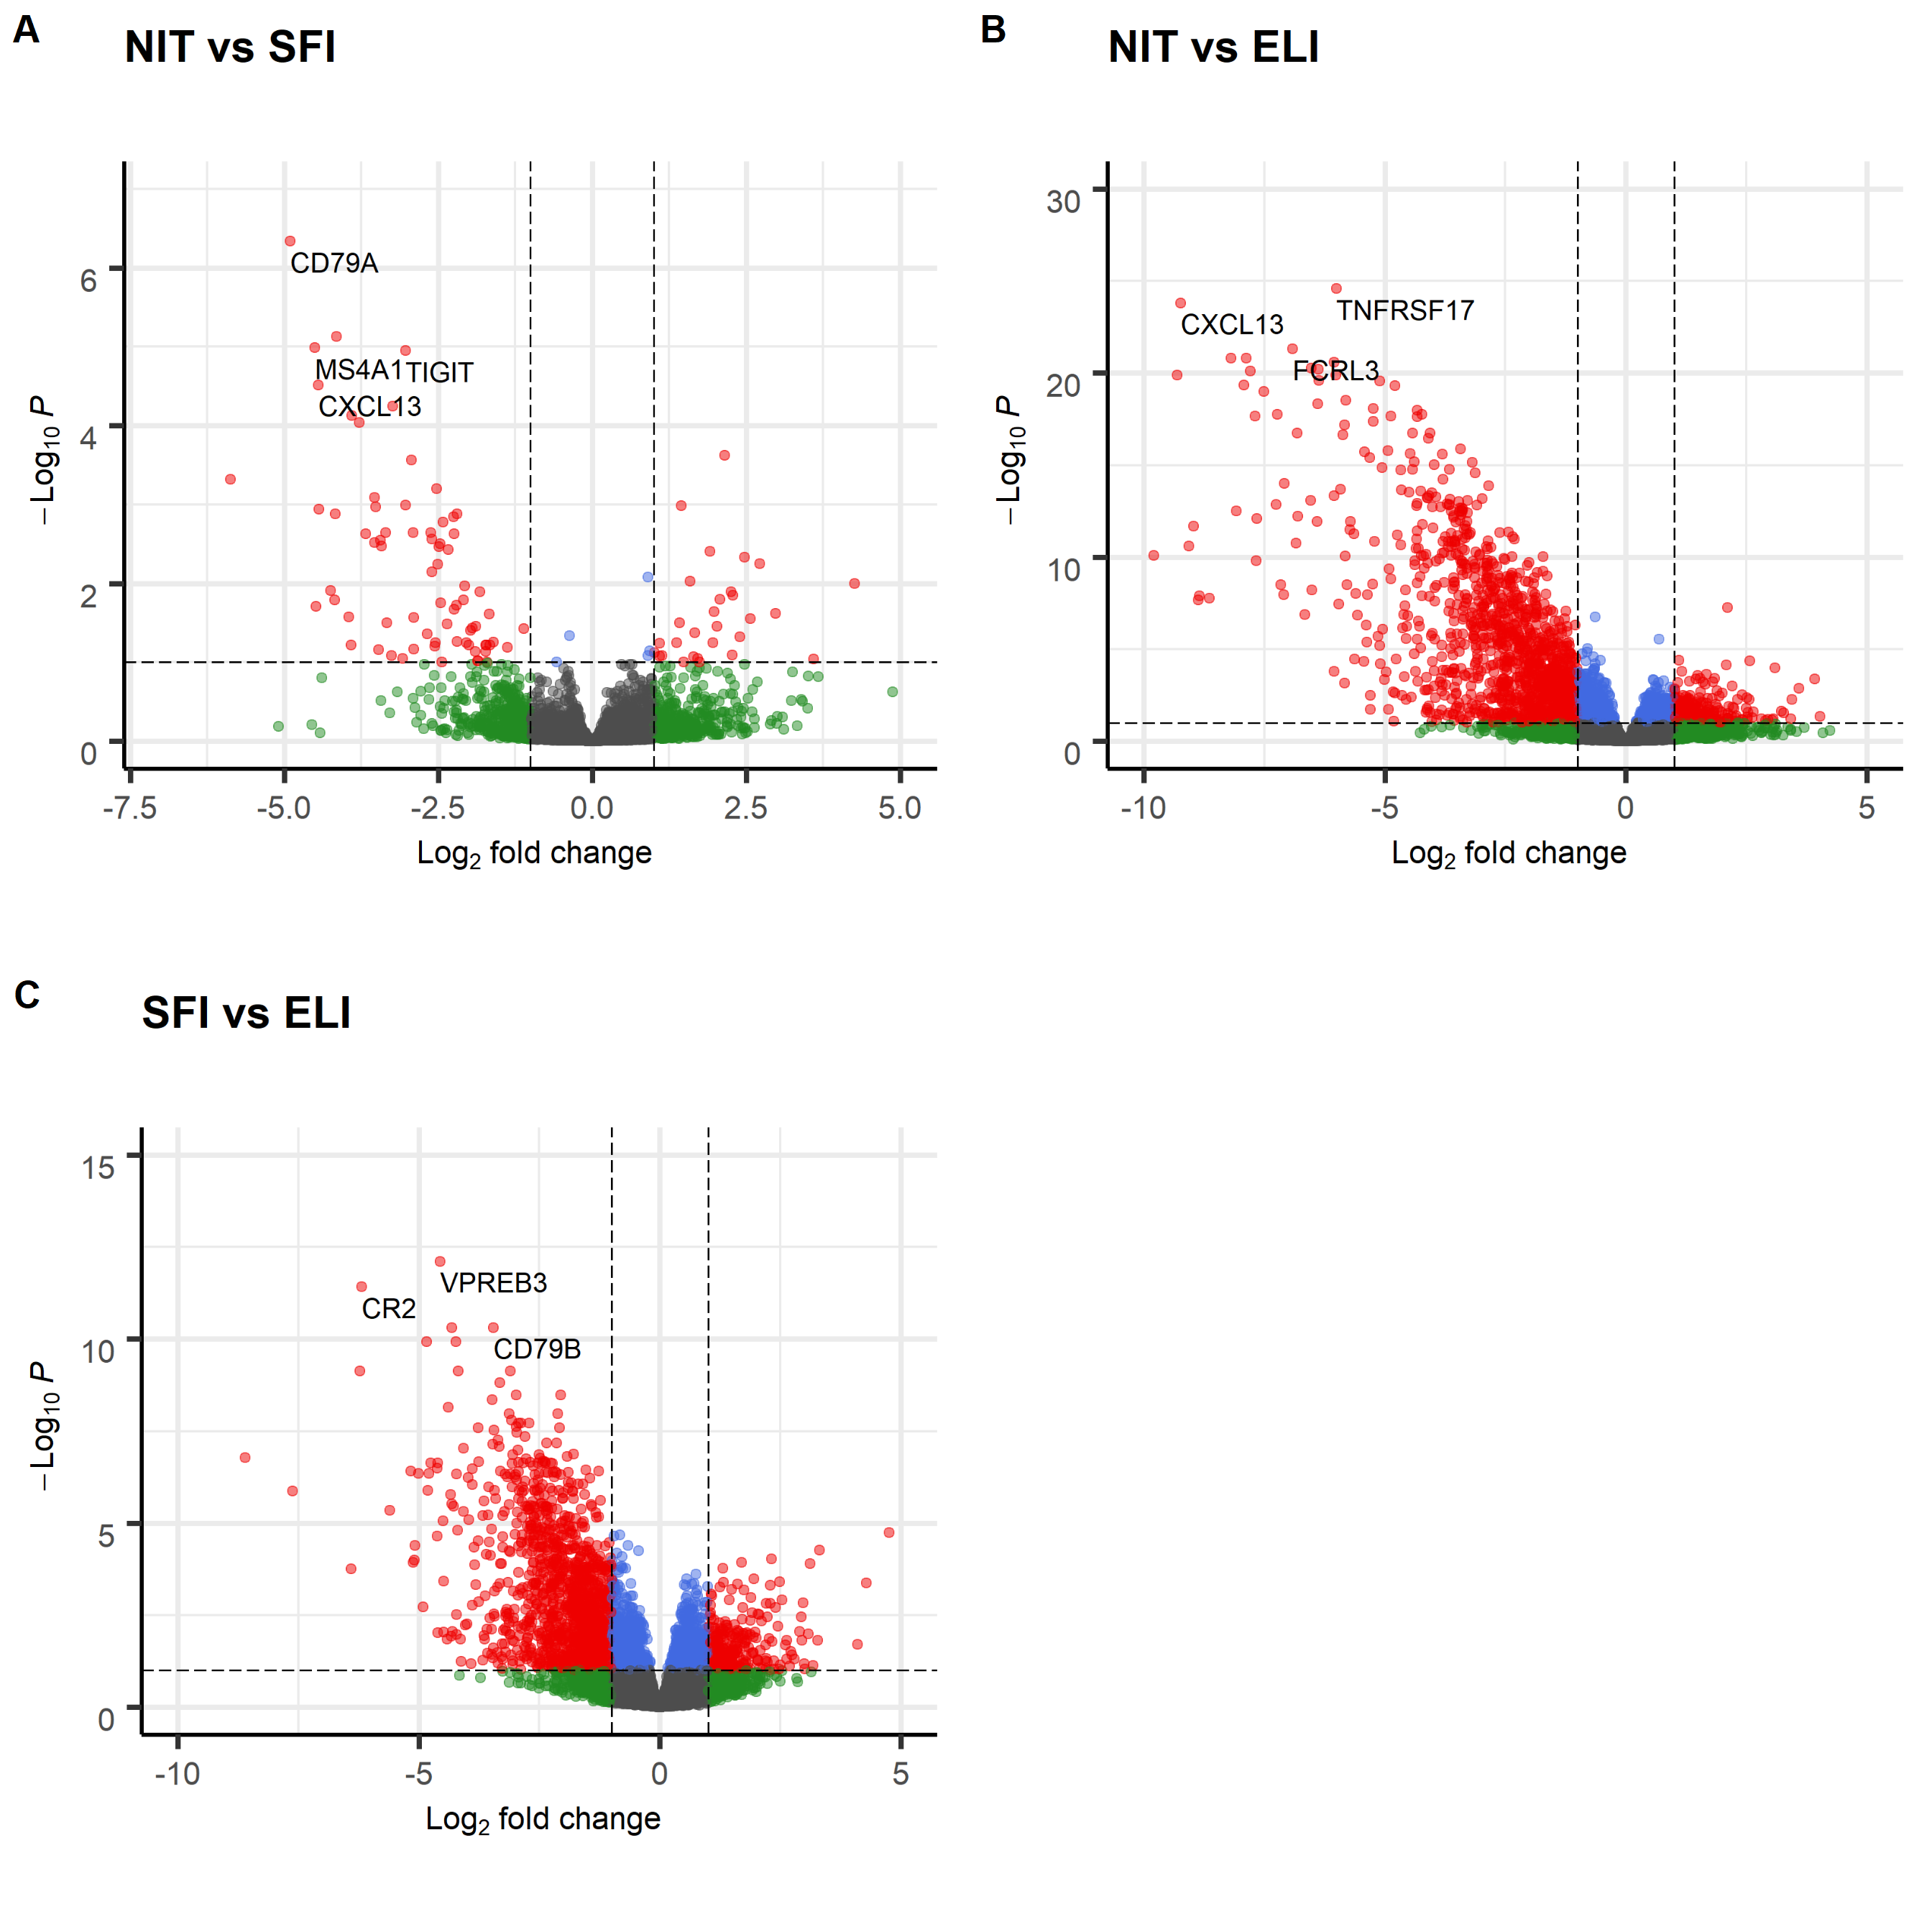 A
NIT vs SFI
6
4
2
0
−Log10 P
CD79A
MS4A1
TIGIT
CXCL13
-7.5
-5.0
-2.5
0.0
2.5
5.0
Log2 fold change
B
NIT vs ELI
30
20
10
0
−Log10 P
CXCL13
TNFRSF17
FCRL3
-10
-5
0
5
Log2 fold change
C
SFI vs ELI
15
10
5
0
−Log10 P
VPREB3
CR2
CD79B
-10
-5
0
5
Log2 fold change